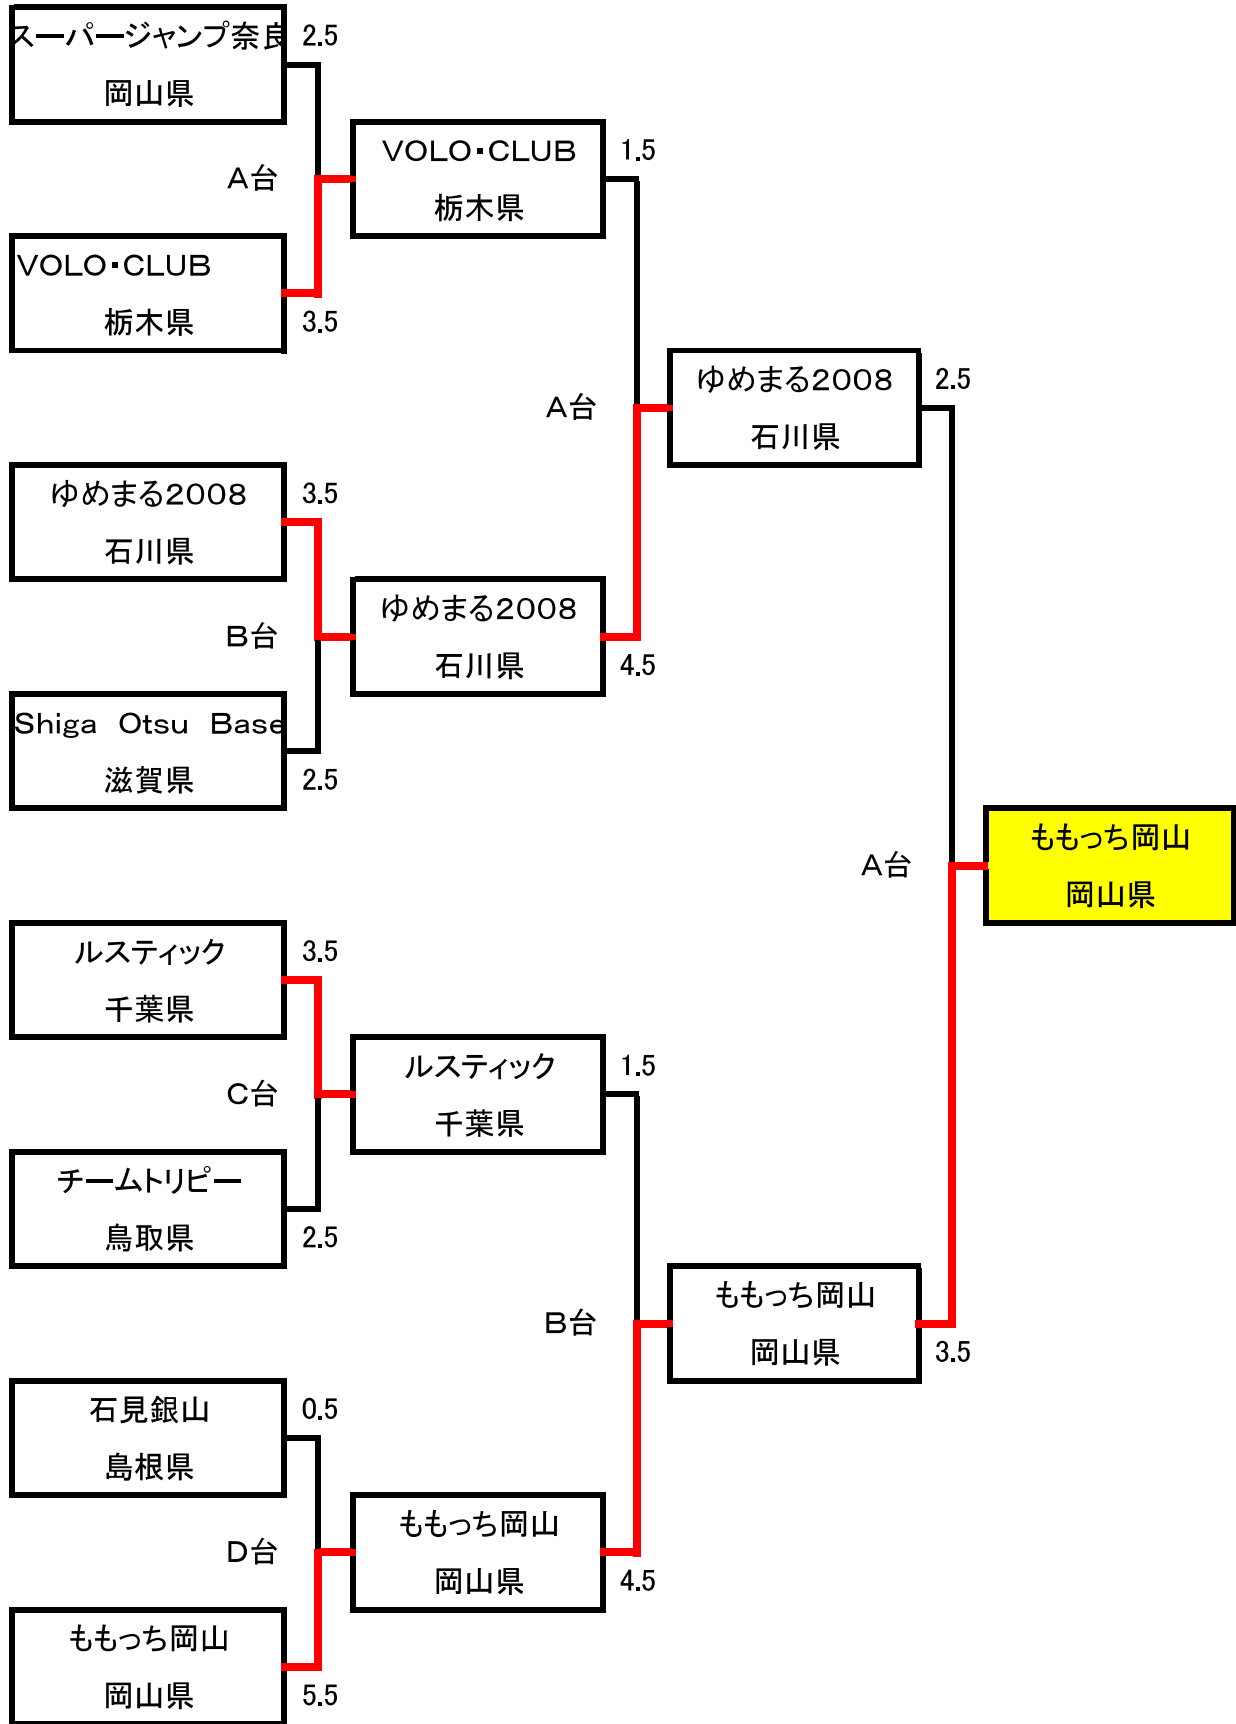 スーパージャンプ奈良
岡山県
2.5
A台
VOLO・CLUB
栃木県
3.5
VOLO・CLUB
栃木県
1.5
ゆめまる2008
石川県
3.5
B台
Shiga Otsu Base
滋賀県
2.5
ゆめまる2008
石川県
4.5
A台
ゆめまる2008
石川県
2.5
ルスティック
千葉県
3.5
C台
チームトリピー
鳥取県
2.5
ルスティック
千葉県
1.5
石見銀山
島根県
0.5
D台
ももっち岡山
岡山県
5.5
ももっち岡山
岡山県
4.5
B台
ももっち岡山
岡山県
3.5
A台
ももっち岡山
岡山県